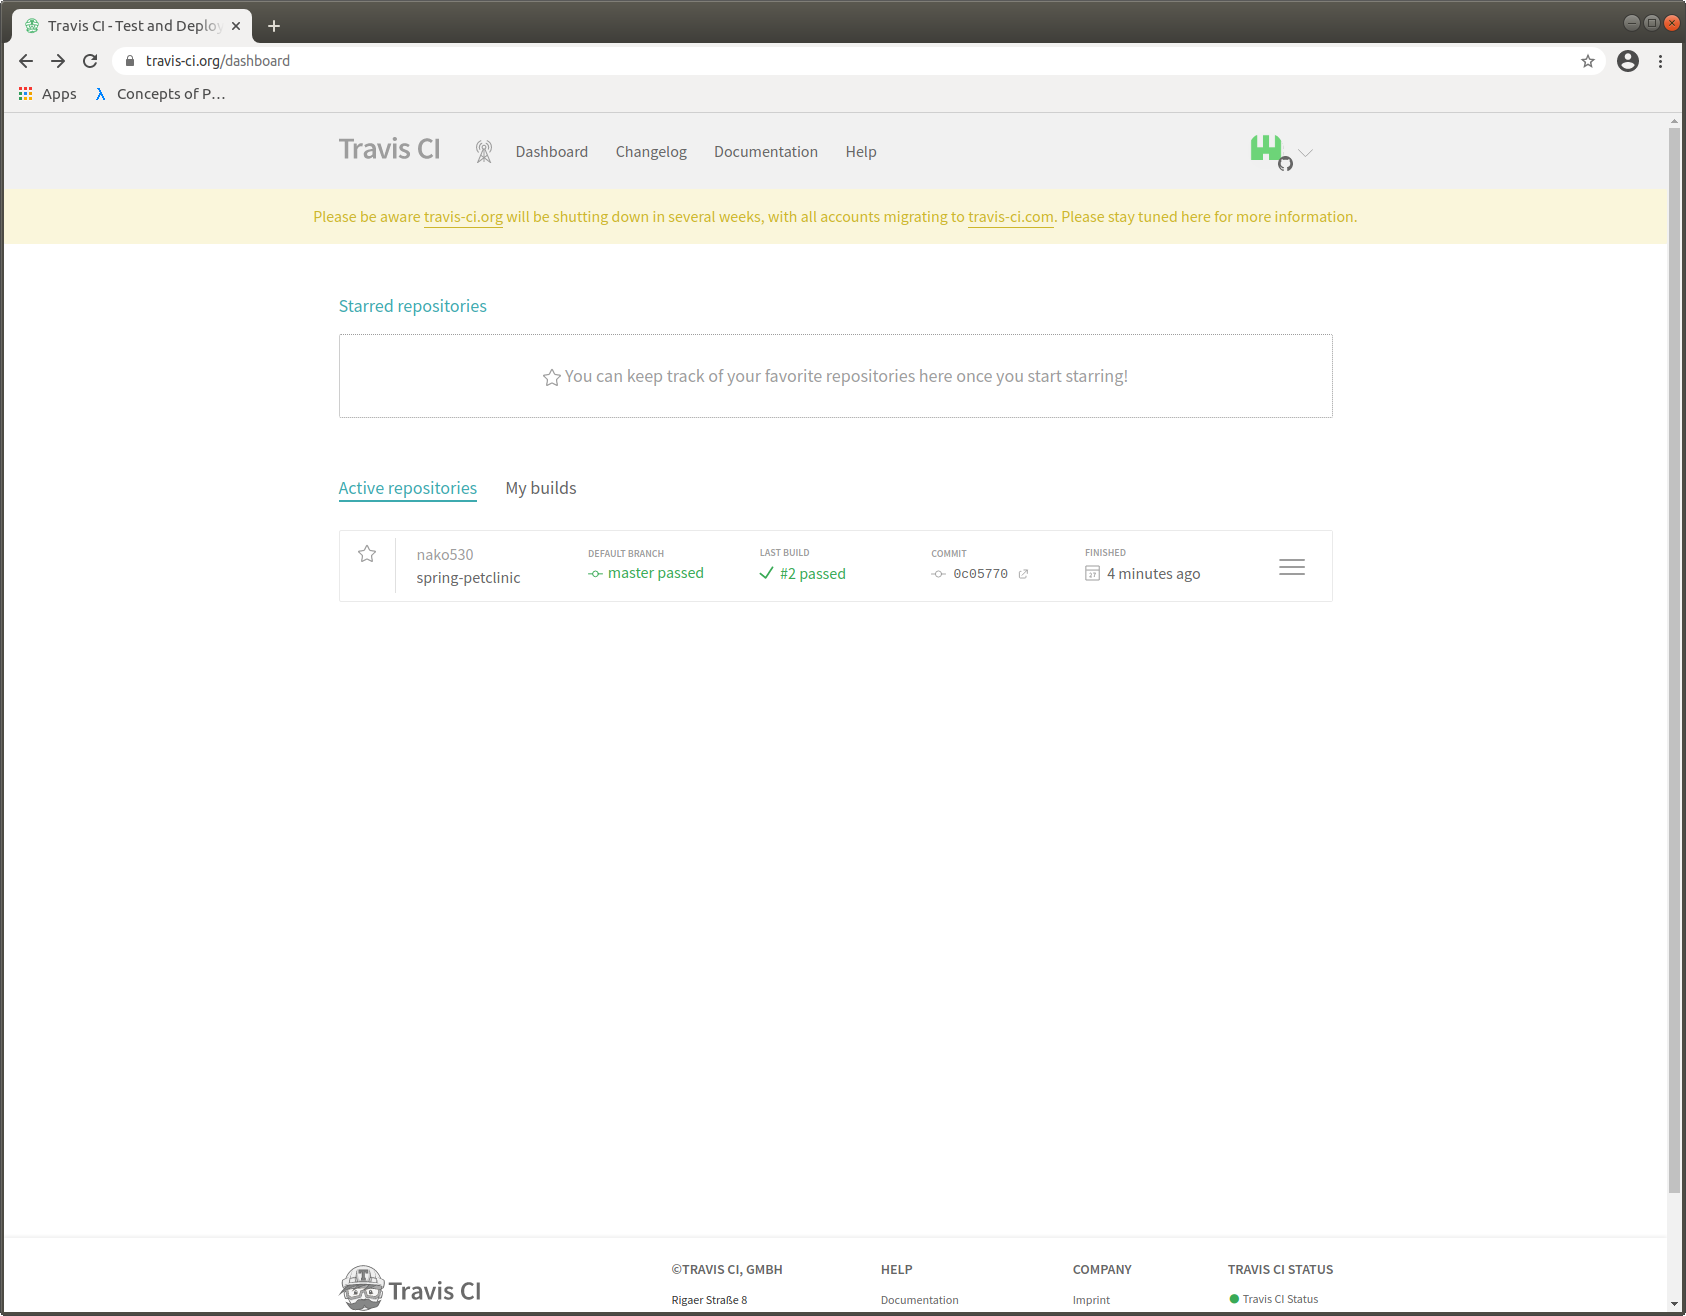 Travis CI - Test and Deploy
travis-ci.org/dashboard
Apps
Concepts of P…
Travis CI
Dashboard
Changelog
Documentation
Help
Please be aware travis-ci.org will be shutting down in several weeks, with all accounts migrating to travis-ci.com. Please stay tuned here for more information.
Starred repositories
You can keep track of your favorite repositories here once you start starring!
Active repositories
My builds
nako530
spring-petclinic
DEFAULT BRANCH
master passed
LAST BUILD
#2 passed
COMMIT
0c05770
FINISHED
27
4 minutes ago
Travis CI
©TRAVIS CI, GMBH
Rigaer Straße 8
HELP
Documentation
COMPANY
Imprint
TRAVIS CI STATUS
Travis CI Status